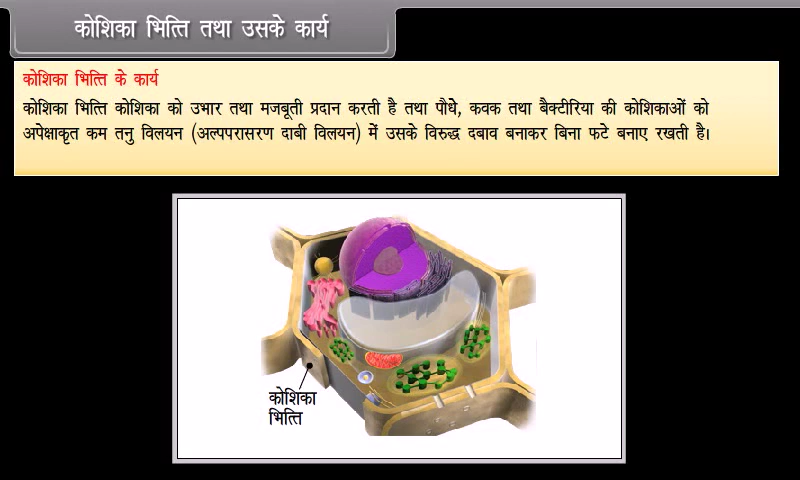 कोशिका भित्ति तथा उसके कार्य
कोशिका भित्ति के कार्य
कोशिका भित्ति कोशिका को उभार तथा मजबूती प्रदान करती है तथा पौधे, कवक तथा बैक्टीरिया की कोशिकाओं को
अपेक्षाकृत कम तनु विलयन (अल्पपरासरण दाबी विलयन) में उसके विरुद्ध दबाव बनाकर बिना फटे बनाए रखती है।
कोशिका
भित्ति